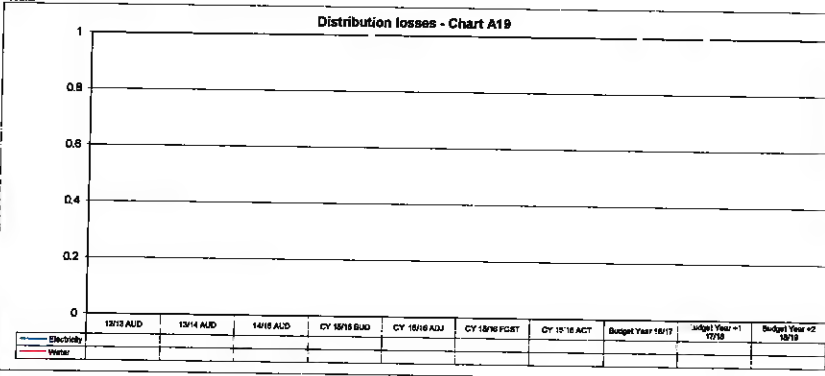 Distribution losses - Chart A19
1
0.8
0.6
0.4
0.2
0
12/13 AUD 13/14 AUD 14/15 AUD CY 15/16 BUD CY 15/16 ADJ CY 15/16 FCST CY 15/16 ACT Budget Year 16/17 Budget Year +1 17/18 Budget Year +2 18/19
Electricity
Water